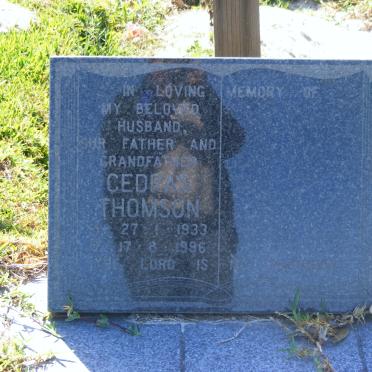 IN LOVING MEMORY OF
MY BELOVED
HUSBAND,
OUR FATHER AND
GRANDFATHER
THOMSON
27 · 1 · 1933
17 · 8 · 1996
LORD IS